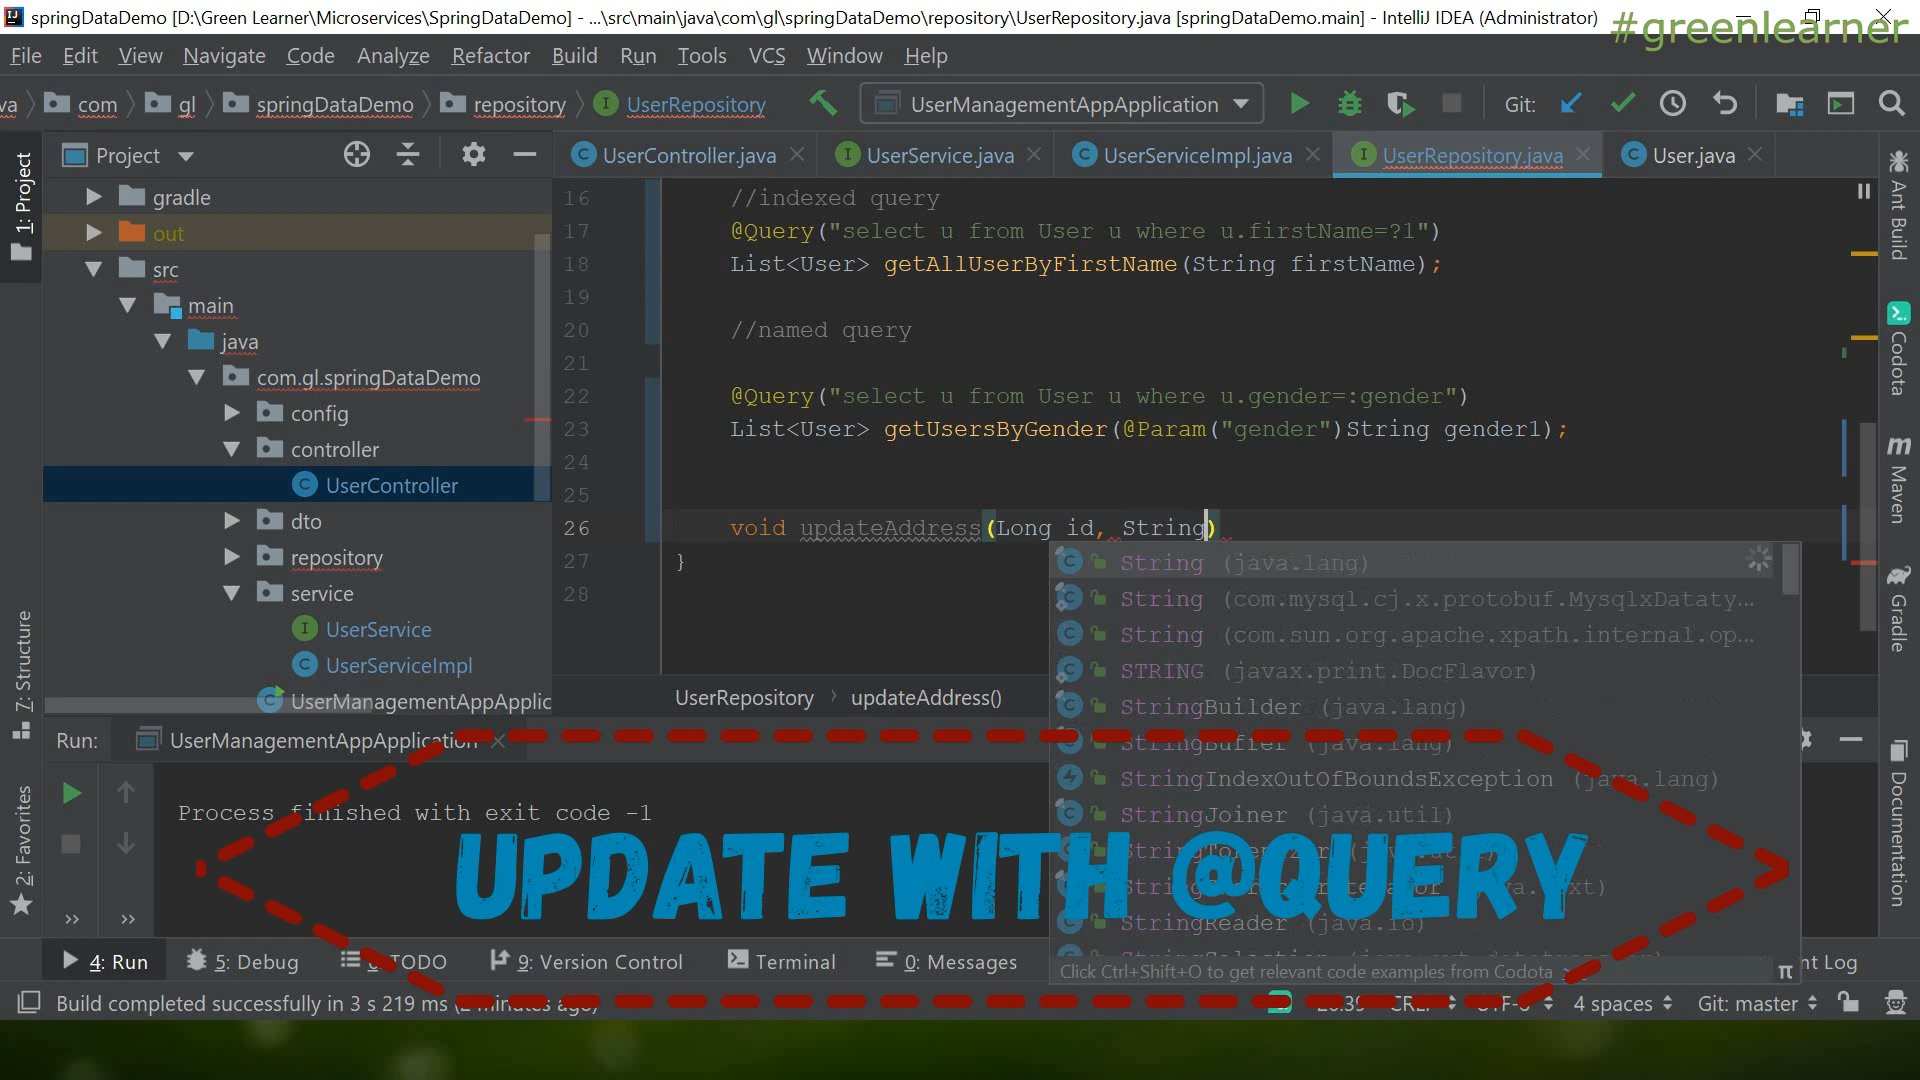 springDataDemo [D:\Green Learner\Microservices\SpringDataDemo] - ...\src\main\java\com\gl\springDataDemo\repository\UserRepository.java [springDataDemo.main] - IntelliJ IDEA (Administrator)
#greenlearner
File Edit View Navigate Code Analyze Refactor Build Run Tools VCS Window Help
va com gl springDataDemo repository UserRepository UserManagementAppApplication Git:
Project
UserController.java UserService.java UserServiceImpl.java UserRepository.java User.java
1: Project
7: Structure
2: Favorites
gradle
out
src
main
java
com.gl.springDataDemo
config
controller
UserController
dto
repository
service
UserService
UserServiceImpl
UserManagementAppApplic
16 //indexed query
17 @Query("select u from User u where u.firstName=?1")
18 List<User> getAllUserByFirstName(String firstName);
19
20 //named query
21
22 @Query("select u from User u where u.gender=:gender")
23 List<User> getUsersByGender(@Param("gender")String gender1);
24
25
26 void updateAddress(Long id, String)
27 }
28
String (java.lang)
String (com.mysql.cj.x.protobuf.MysqlxDataty...
String (com.sun.org.apache.xpath.internal.op...
STRING (javax.print.DocFlavor)
StringBuilder (java.lang)
StringBuffer (java.lang)
StringIndexOutOfBoundsException (java.lang)
StringJoiner (java.util)
StringReader (java.io)
Click Ctrl+Shift+O to get relevant code examples from Codota
π
UserRepository updateAddress()
Ant Build
Codota
Maven
Gradle
Documentation
Run: UserManagementAppApplication
Process finished with exit code -1
UPDATE WITH @QUERY
4: Run 5: Debug TODO 9: Version Control Terminal 0: Messages nt Log
Build completed successfully in 3 s 219 ms (2 minutes ago)
4 spaces Git: master